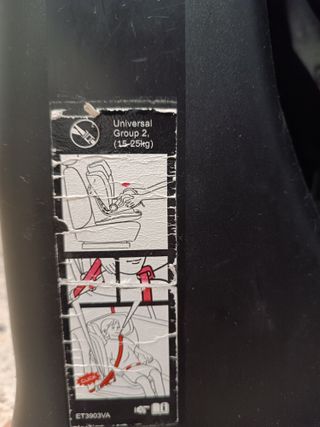 Universal
Group 2,
(15-25kg)
ET3903VA